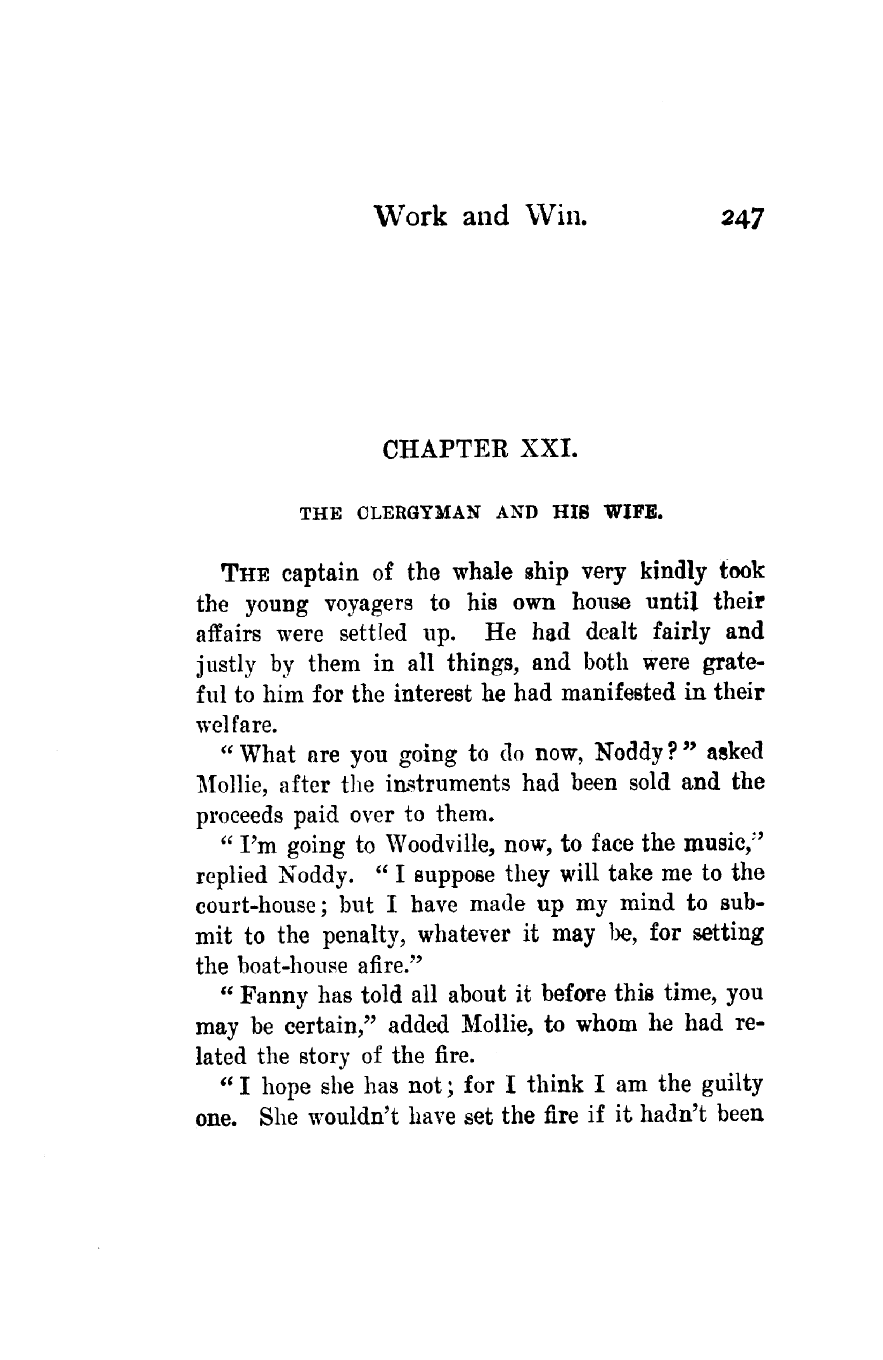 Work and Win. 247
CHAPTER XXI.
THE CLERGYMAN AND HIS WIFE.
THE captain of the whale ship very kindly took
the young voyagers to his own house until their
affairs were settled up. He had dealt fairly and
justly by them in all things, and both were grate-
ful to him for the interest he had manifested in their
welfare.
“What are you going to do now, Noddy?” asked
Mollie, after the instruments had been sold and the
proceeds paid over to them.
“I’m going to Woodville, now, to face the music,”
replied Noddy. “I suppose they will take me to the
court-house; but I have made up my mind to sub-
mit to the penalty, whatever it may be, for setting
the boat-house afire.”
“Fanny has told all about it before this time, you
may be certain,” added Mollie, to whom he had re-
lated the story of the fire.
“I hope she has not; for I think I am the guilty
one. She wouldn’t have set the fire if it hadn’t been